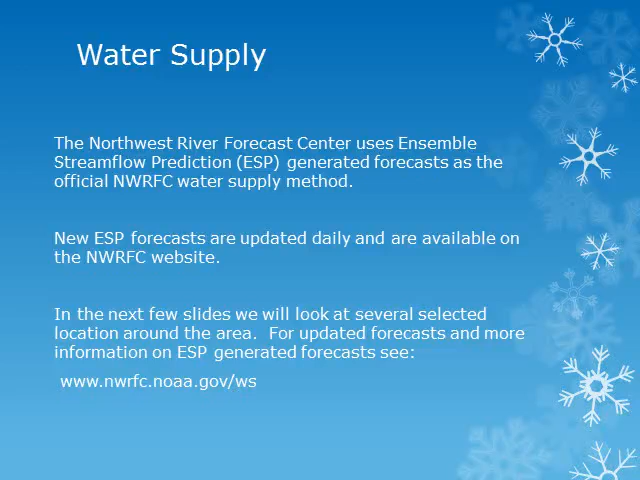 Water Supply
The Northwest River Forecast Center uses Ensemble
Streamflow Prediction (ESP) generated forecasts as the
official NWRFC water supply method.
New ESP forecasts are updated daily and are available on
the NWRFC website.
In the next few slides we will look at several selected
location around the area.  For updated forecasts and more
information on ESP generated forecasts see:
www.nwrfc.noaa.gov/ws